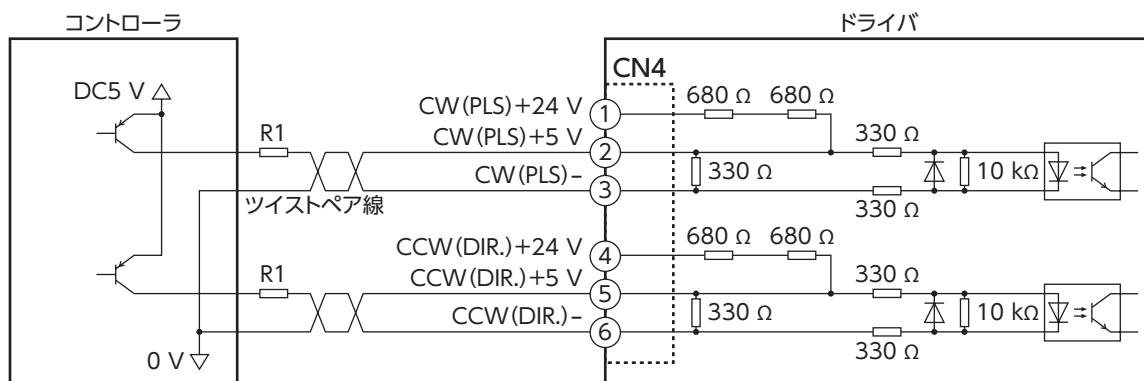 コントローラ
ドライバ
CN4
DC5 V
R1
CW(PLS)+24 V
1
680 Ω
680 Ω
CW(PLS)+5 V
2
330 Ω
CW(PLS)−
3
330 Ω
10 kΩ
330 Ω
ツイストペア線
CCW(DIR.)+24 V
4
680 Ω
680 Ω
R1
CCW(DIR.)+5 V
5
330 Ω
CCW(DIR.)−
6
330 Ω
10 kΩ
330 Ω
0 V